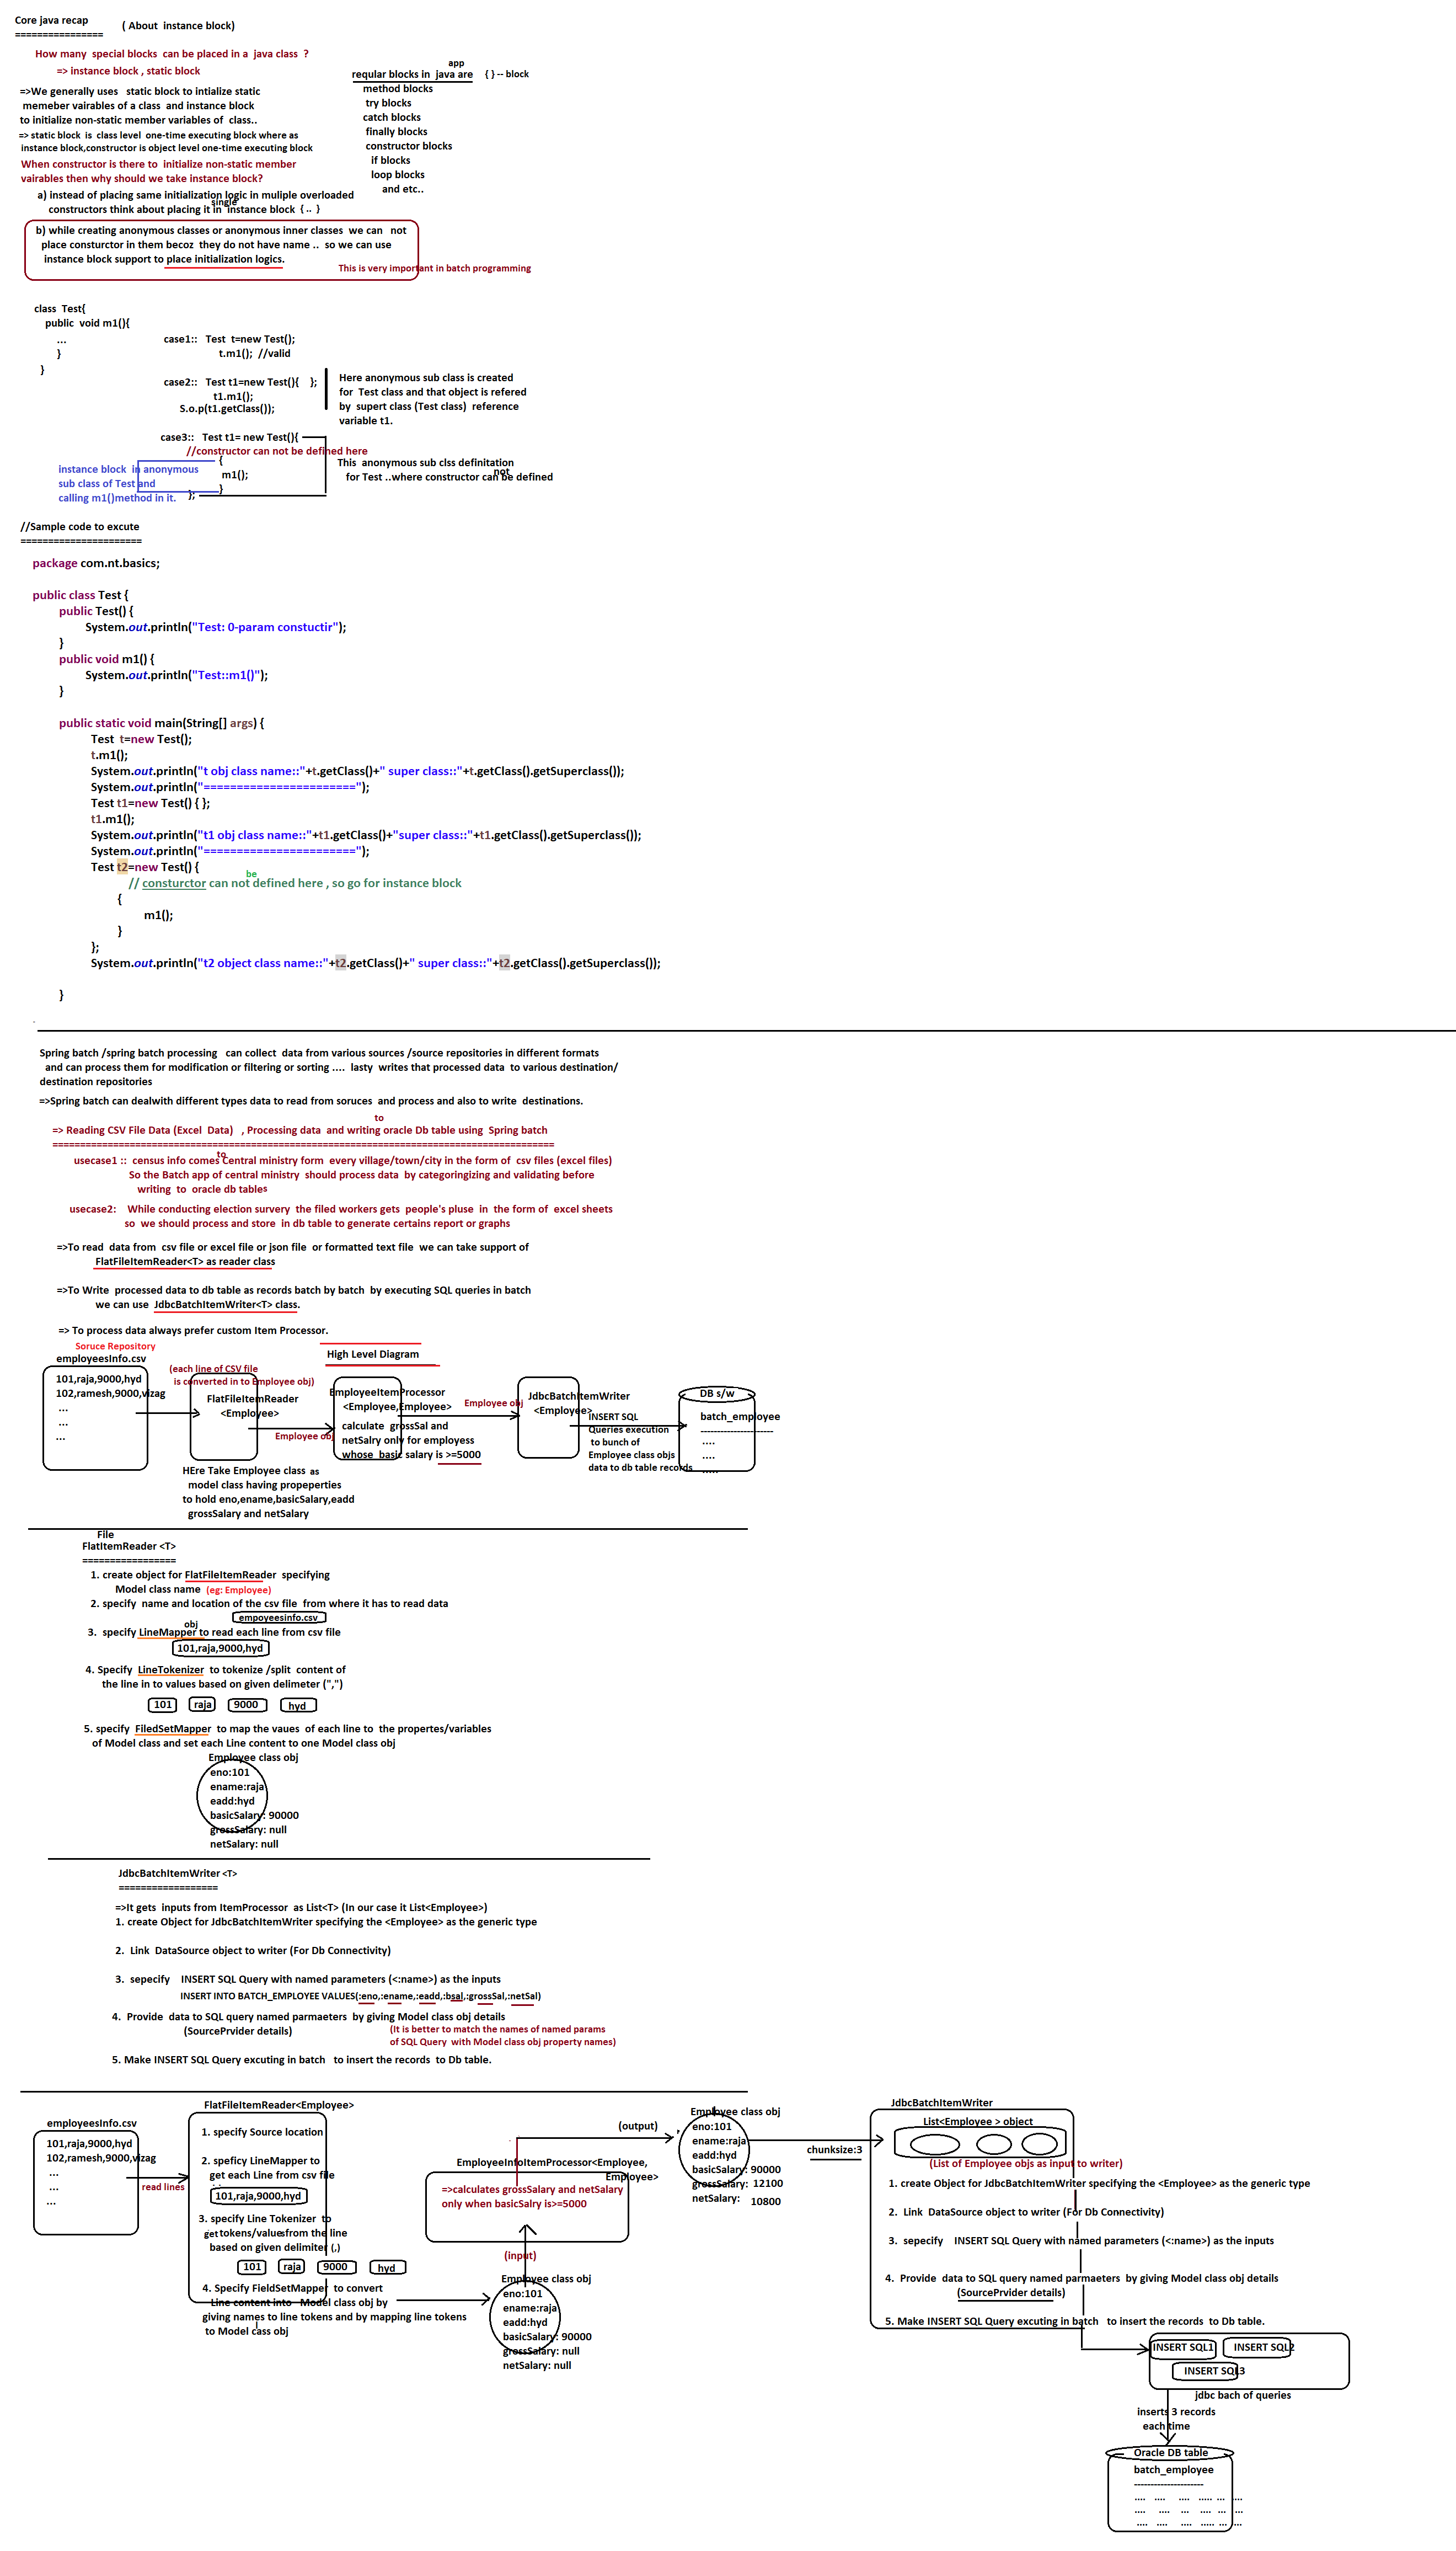 Core java recap
( About  instance block)
================
How many  special blocks  can be placed in a  java class  ?
=> instance block , static block
=>We generally uses   static block to intialize static
memeber vairables of a class  and instance block
to initialize non-static member variables of  class..
=> static block  is  class level  one-time executing block where as
instance block,constructor is object level one-time executing block
When constructor is there to  initialize non-static member
vairables then why should we take instance block?
a) instead of placing same initialization logic in muliple overloaded
single
constructors think about placing it in  instance block  { ..  }
b) while creating anonymous classes or anonymous inner classes  we can   not
place consturctor in them becoz  they do not have name ..  so we can use
instance block support to place initialization logics.
This is very important in batch programming
app
reqular blocks in  java are
{ } -- block
method blocks
try blocks
catch blocks
finally blocks
constructor blocks
if blocks
loop blocks
and etc..
class  Test{
public  void m1(){
...
}
}
case1::   Test  t=new Test();
t.m1();  //valid
case2::   Test t1=new Test(){    };
t1.m1();
S.o.p(t1.getClass());
Here anonymous sub class is created
for  Test class and that object is refered
by  supert class (Test class)  reference
variable t1.
case3::   Test t1= new Test(){
//constructor can not be defined here
{
m1();
}
};
instance block  in anonymous
sub class of Test and
calling m1()method in it.
This  anonymous sub clss definitation
not
for Test ..where constructor can be defined
//Sample code to excute
======================
package com.nt.basics;
public class Test {
public Test() {
System.out.println("Test: 0-param constuctir");
}
public void m1() {
System.out.println("Test::m1()");
}
public static void main(String[] args) {
Test  t=new Test();
t.m1();
System.out.println("t obj class name::"+t.getClass()+" super class::"+t.getClass().getSuperclass());
System.out.println("=======================");
Test t1=new Test() { };
t1.m1();
System.out.println("t1 obj class name::"+t1.getClass()+"super class::"+t1.getClass().getSuperclass());
System.out.println("=======================");
Test t2=new Test() {
be
// consturctor can not defined here , so go for instance block
{
m1();
}
};
System.out.println("t2 object class name::"+t2.getClass()+" super class::"+t2.getClass().getSuperclass());
}
Spring batch /spring batch processing   can collect  data from various sources /source repositories in different formats
and can process them for modification or filtering or sorting ....  lasty  writes that processed data  to various destination/
destination repositories
=>Spring batch can dealwith different types data to read from soruces  and process and also to write  destinations.
to
=> Reading CSV File Data (Excel  Data)   , Processing data  and writing oracle Db table using  Spring batch
===========================================================================================
to
usecase1 ::  census info comes Central ministry form  every village/town/city in the form of  csv files (excel files)
So the Batch app of central ministry  should process data  by categoringizing and validating before
writing  to  oracle db tables
usecase2:    While conducting election survery  the filed workers gets  people's pluse  in  the form of  excel sheets
so  we should process and store  in db table to generate certains report or graphs
=>To read  data from  csv file or excel file or json file  or formatted text file  we can take support of
FlatFileItemReader<T> as reader class
=>To Write  processed data to db table as records batch by batch  by executing SQL queries in batch
we can use  JdbcBatchItemWriter<T> class.
=> To process data always prefer custom Item Processor.
Soruce Repository
employeesInfo.csv
101,raja,9000,hyd
102,ramesh,9000,vizag
...
...
...
(each line of CSV file
is converted in to Employee obj)
High Level Diagram
FlatFileItemReader
<Employee>
Employee obj
HEre Take Employee class  as
model class having propeperties
to hold eno,ename,basicSalary,eadd
grossSalary and netSalary
EmployeeItemProcessor
<Employee,Employee>
calculate  grossSal and
netSalry only for employess
whose  basic salary is >=5000
Employee obj
JdbcBatchItemWriter
<Employee>
INSERT SQL
Queries execution
to bunch of
Employee class objs
data to db table records
DB s/w
batch_employee
----------------------
....
....
.....
File
FlatItemReader <T>
=================
1. create object for FlatFileItemReader  specifying
Model class name  (eg: Employee)
2. specify  name and location of the csv file  from where it has to read data
empoyeesinfo.csv
obj
3.  specify LineMapper to read each line from csv file
101,raja,9000,hyd
4. Specify  LineTokenizer  to tokenize /split  content of
the line in to values based on given delimeter (",")
101
raja
9000
hyd
5. specify  FiledSetMapper  to map the vaues  of each line to  the propertes/variables
of Model class and set each Line content to one Model class obj
Employee class obj
eno:101
ename:raja
eadd:hyd
basicSalary: 90000
grossSalary: null
netSalary: null
JdbcBatchItemWriter <T>
==================
=>It gets  inputs from ItemProcessor  as List<T> (In our case it List<Employee>)
1. create Object for JdbcBatchItemWriter specifying the <Employee> as the generic type
2.  Link  DataSource object to writer (For Db Connectivity)
3.  sepecify    INSERT SQL Query with named parameters (<:name>) as the inputs
INSERT INTO BATCH_EMPLOYEE VALUES(:eno,:ename,:eadd,:bsal,:grossSal,:netSal)
4.  Provide  data to SQL query named parmaeters  by giving Model class obj details
(SourcePrvider details)
(It is better to match the names of named params
of SQL Query  with Model class obj property names)
5. Make INSERT SQL Query excuting in batch   to insert the records  to Db table.
employeesInfo.csv
101,raja,9000,hyd
102,ramesh,9000,vizag
...
...
...
read lines
FlatFileItemReader<Employee>
1. specify Source location
2. speficy LineMapper to
get each Line from csv file
101,raja,9000,hyd
3. specify Line Tokenizer  to
get tokens/valuesfrom the line
based on given delimiter (,)
101
raja
9000
hyd
4. Specify FieldSetMapper  to convert
Line content into   Model class obj by
giving names to line tokens and by mapping line tokens
to Model class obj
(output)
EmployeeInfoItemProcessor<Employee,
Employee>
=>calculates grossSalary and netSalary
only when basicSalry is>=5000
(input)
Employee class obj
eno:101
ename:raja
eadd:hyd
basicSalary: 90000
grossSalary: null
netSalary: null
Employee class obj
eno:101
ename:raja
eadd:hyd
basicSalary: 90000
grossSalary:  12100
netSalary:    10800
chunksize:3
JdbcBatchItemWriter
List<Employee > object
(List of Employee objs as input to writer)
1. create Object for JdbcBatchItemWriter specifying the <Employee> as the generic type
2.  Link  DataSource object to writer (For Db Connectivity)
3.  sepecify    INSERT SQL Query with named parameters (<:name>) as the inputs
4.  Provide  data to SQL query named parmaeters  by giving Model class obj details
(SourcePrvider details)
5. Make INSERT SQL Query excuting in batch   to insert the records  to Db table.
INSERT SQL1
INSERT SQL2
INSERT SQL3
jdbc bach of queries
inserts 3 records
each time
Oracle DB table
batch_employee
---------------------
....   ....    ....   ..... ...  ....
....    ....    ...    ....  ...   ...
....   ....    ....   ..... ...  ...